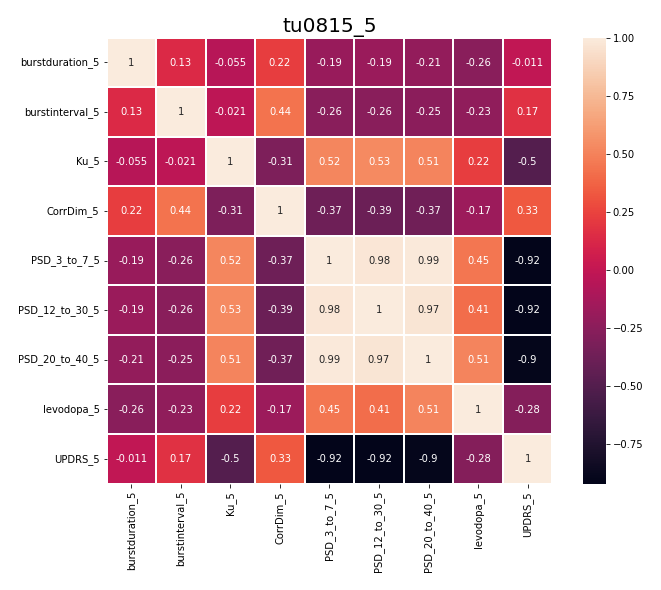 tu0815_5
burstduration_5 1 0.13 -0.055 0.22 -0.19 -0.19 -0.21 -0.26 -0.011
burstinterval_5 0.13 1 -0.021 0.44 -0.26 -0.26 -0.25 -0.23 0.17
Ku_5 -0.055 -0.021 1 -0.31 0.52 0.53 0.51 0.22 -0.5
CorrDim_5 0.22 0.44 -0.31 1 -0.37 -0.39 -0.37 -0.17 0.33
PSD_3_to_7_5 -0.19 -0.26 0.52 -0.37 1 0.98 0.99 0.45 -0.92
PSD_12_to_30_5 -0.19 -0.26 0.53 -0.39 0.98 1 0.97 0.41 -0.92
PSD_20_to_40_5 -0.21 -0.25 0.51 -0.37 0.99 0.97 1 0.51 -0.9
levodopa_5 -0.26 -0.23 0.22 -0.17 0.45 0.41 0.51 1 -0.28
UPDRS_5 -0.011 0.17 -0.5 0.33 -0.92 -0.92 -0.9 -0.28 1
burstduration_5
burstinterval_5
Ku_5
CorrDim_5
PSD_3_to_7_5
PSD_12_to_30_5
PSD_20_to_40_5
levodopa_5
UPDRS_5
1.00
0.75
0.50
0.25
0.00
-0.25
-0.50
-0.75